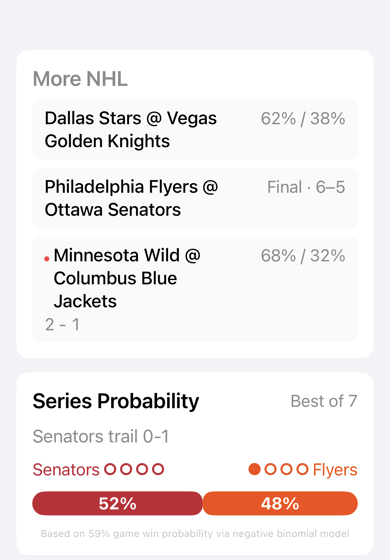 More NHL
Dallas Stars @ Vegas 62% / 38%
Golden Knights
Philadelphia Flyers @ Final · 6–5
Ottawa Senators
Minnesota Wild @ 68% / 32%
Columbus Blue
Jackets
2 - 1
Series Probability Best of 7
Senators trail 0-1
Senators Flyers
52% 48%
Based on 59% game win probability via negative binomial model